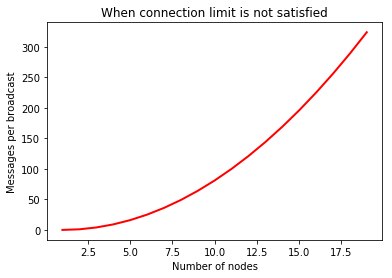 When connection limit is not satisfied
Messages per broadcast
300
250
200
150
100
50
0
2.5 5.0 7.5 10.0 12.5 15.0 17.5
Number of nodes